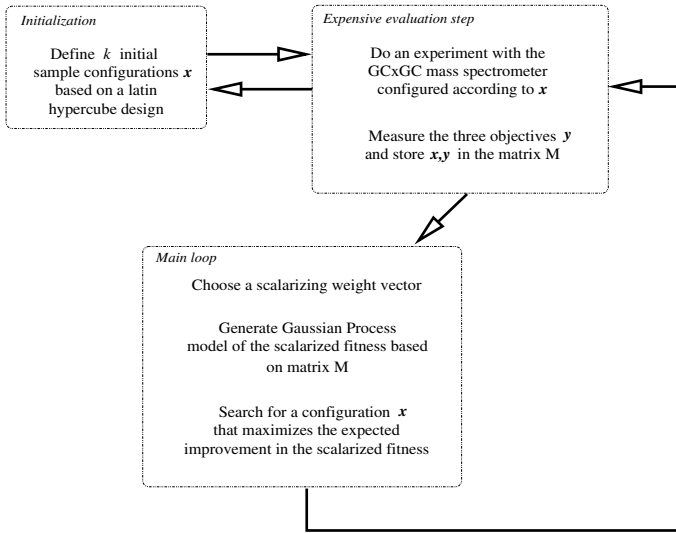 Initialization
Define k initial
sample configurations x
based on a latin
hypercube design
Expensive evaluation step
Do an experiment with the
GCxGC mass spectrometer
configured according to x
Measure the three objectives y
and store x,y in the matrix M
Main loop
Choose a scalarizing weight vector
Generate Gaussian Process
model of the scalarized fitness based
on matrix M
Search for a configuration x
that maximizes the expected
improvement in the scalarized fitness